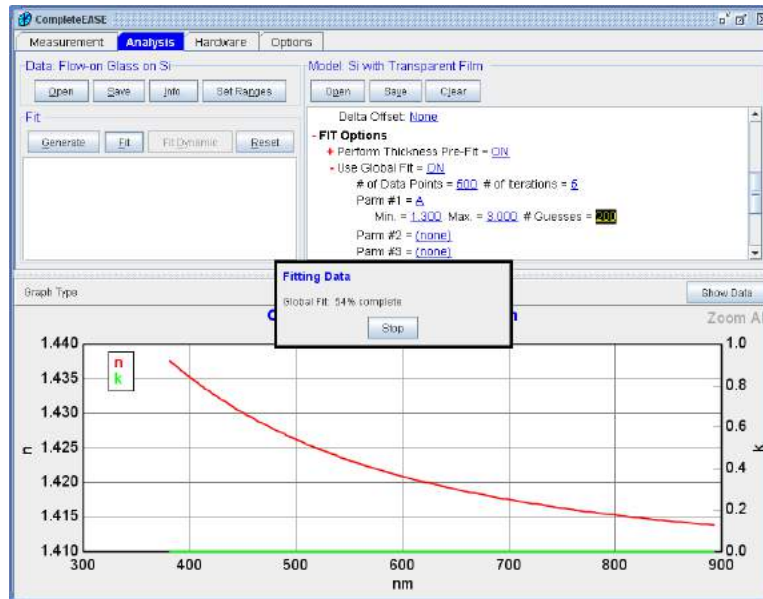 CompleteEASE
Measurement Analysis Hardware Options
Data: Flow-on Glass on Si
Open Save Info Set Ranges
Fit
Generate Fit Fit Dynamic Reset
Model: Si with Transparent Film
Open Save Clear
Delta Offset: None
- FIT Options
+ Perform Thickness Pre-Fit = ON
- Use Global Fit = ON
# of Data Points = 500 # of Iterations = 5
Parm #1 = A
Min. = 1.300 Max. = 3.000 # Guesses = 200
Parm #2 = (none)
Parm #3 = (none)
Fitting Data
Global Fit: 54% complete
Stop
Graph Type
Show Data
Zoom Al
n
k
1.440
1.435
1.430
1.425
1.420
1.415
1.410
n
1.0
0.8
0.6
0.4
0.2
0.0
300 400 500 600 700 800 900
nm